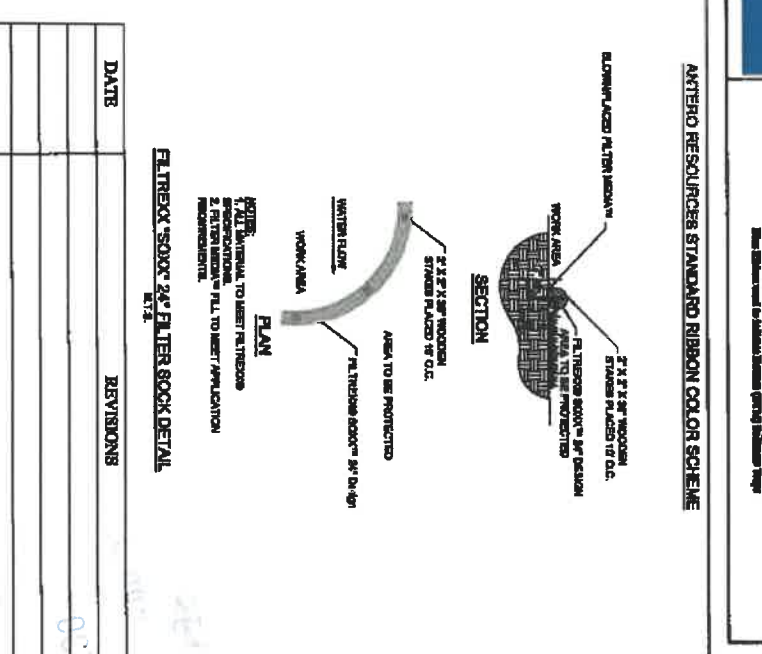 ANTERO RESOURCES STANDARD RIBBON COLOR SCHEME
BLOWN/PLACED FILTER MEDIA™
WORK AREA
2" X 2" X 36" WOODEN
STAKES PLACED 10' O.C.
FILTREXX® SOXX™ 24" DESIGN
AREA TO BE PROTECTED
SECTION
2" X 2" X 36" WOODEN
STAKES PLACED 10' O.C.
AREA TO BE PROTECTED
WATER FLOW
WORK AREA
FILTREXX® SOXX™ 24" Design
PLAN
NOTES:
1. ALL MATERIAL TO MEET FILTREXX®
SPECIFICATIONS.
2. FILTER MEDIA™ FILL TO MEET APPLICATION
REQUIREMENTS.
FILTREXX "SOXX" 24" FILTER SOCK DETAIL
N.T.S.
DATE
REVISIONS